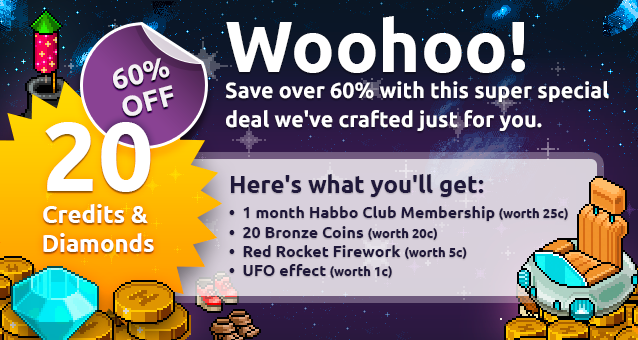 Woohoo!
60%
OFF
Save over 60% with this super special
deal we've crafted just for you.
20
Credits &
Diamonds
Here's what you'll get:
• 1 month Habbo Club Membership (worth 25c)
• 20 Bronze Coins (worth 20c)
• Red Rocket Firework (worth 5c)
• UFO effect (worth 1c)